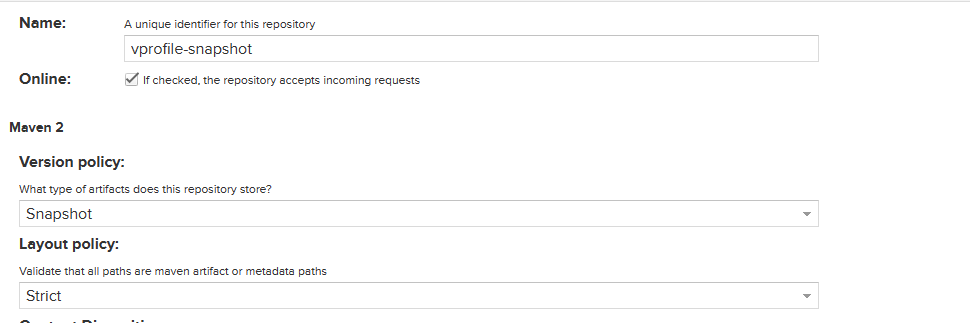 Name: A unique identifier for this repository
vprofile-snapshot
Online: If checked, the repository accepts incoming requests
Maven 2
Version policy:
What type of artifacts does this repository store?
Snapshot
Layout policy:
Validate that all paths are maven artifact or metadata paths
Strict